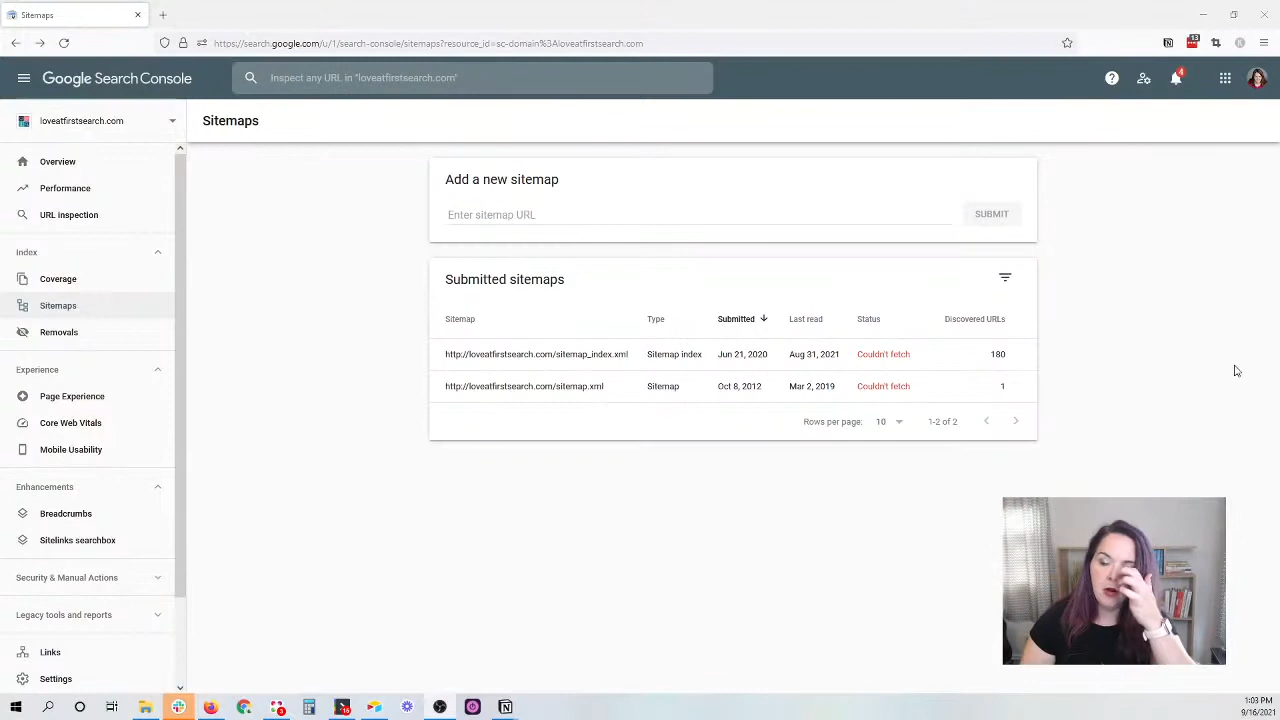 Sitemaps
https://search.google.com/u/1/search-console/sitemaps?resource_id=sc-domain%3Aloveatfirstsearch.com
13
K
Google Search Console
Inspect any URL in "loveatfirstsearch.com"
4
loveatfirstsearch.com
Sitemaps
Overview
Performance
URL inspection
Index
Coverage
Sitemaps
Removals
Experience
Page Experience
Core Web Vitals
Mobile Usability
Enhancements
Breadcrumbs
Sitelinks searchbox
Security & Manual Actions
Legacy tools and reports
Links
Settings
Add a new sitemap
Enter sitemap URL
SUBMIT
Submitted sitemaps
Sitemap Type Submitted Last read Status Discovered URLs
http://loveatfirstsearch.com/sitemap_index.xml Sitemap index Jun 21, 2020 Aug 31, 2021 Couldn't fetch 180
http://loveatfirstsearch.com/sitemap.xml Sitemap Oct 8, 2012 Mar 2, 2019 Couldn't fetch 1
Rows per page: 10 1-2 of 2
1:03 PM
9/16/2021